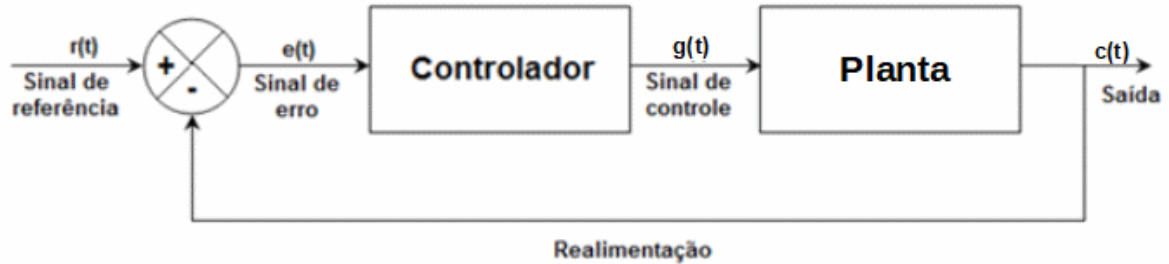 r(t)
Sinal de
referência
+
-
e(t)
Sinal de
erro
Controlador
g(t)
Sinal de
controle
Planta
c(t)
Saída
Realimentação